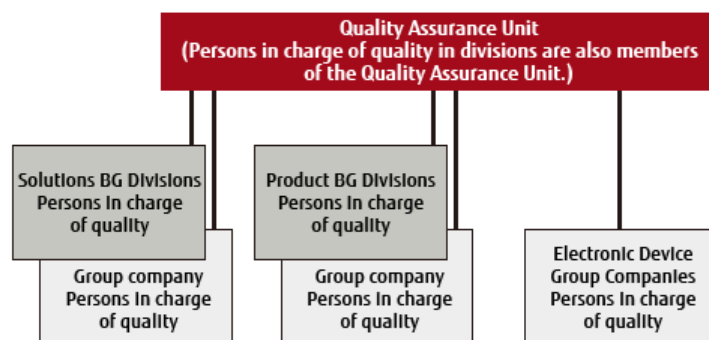 Quality Assurance Unit
(Persons in charge of quality in divisions are also members
of the Quality Assurance Unit.)
Solutions BG Divisions
Persons in charge
of quality
Group company
Persons in charge
of quality
Product BG Divisions
Persons in charge
of quality
Group company
Persons in charge
of quality
Electronic Device
Group Companies
Persons in charge
of quality